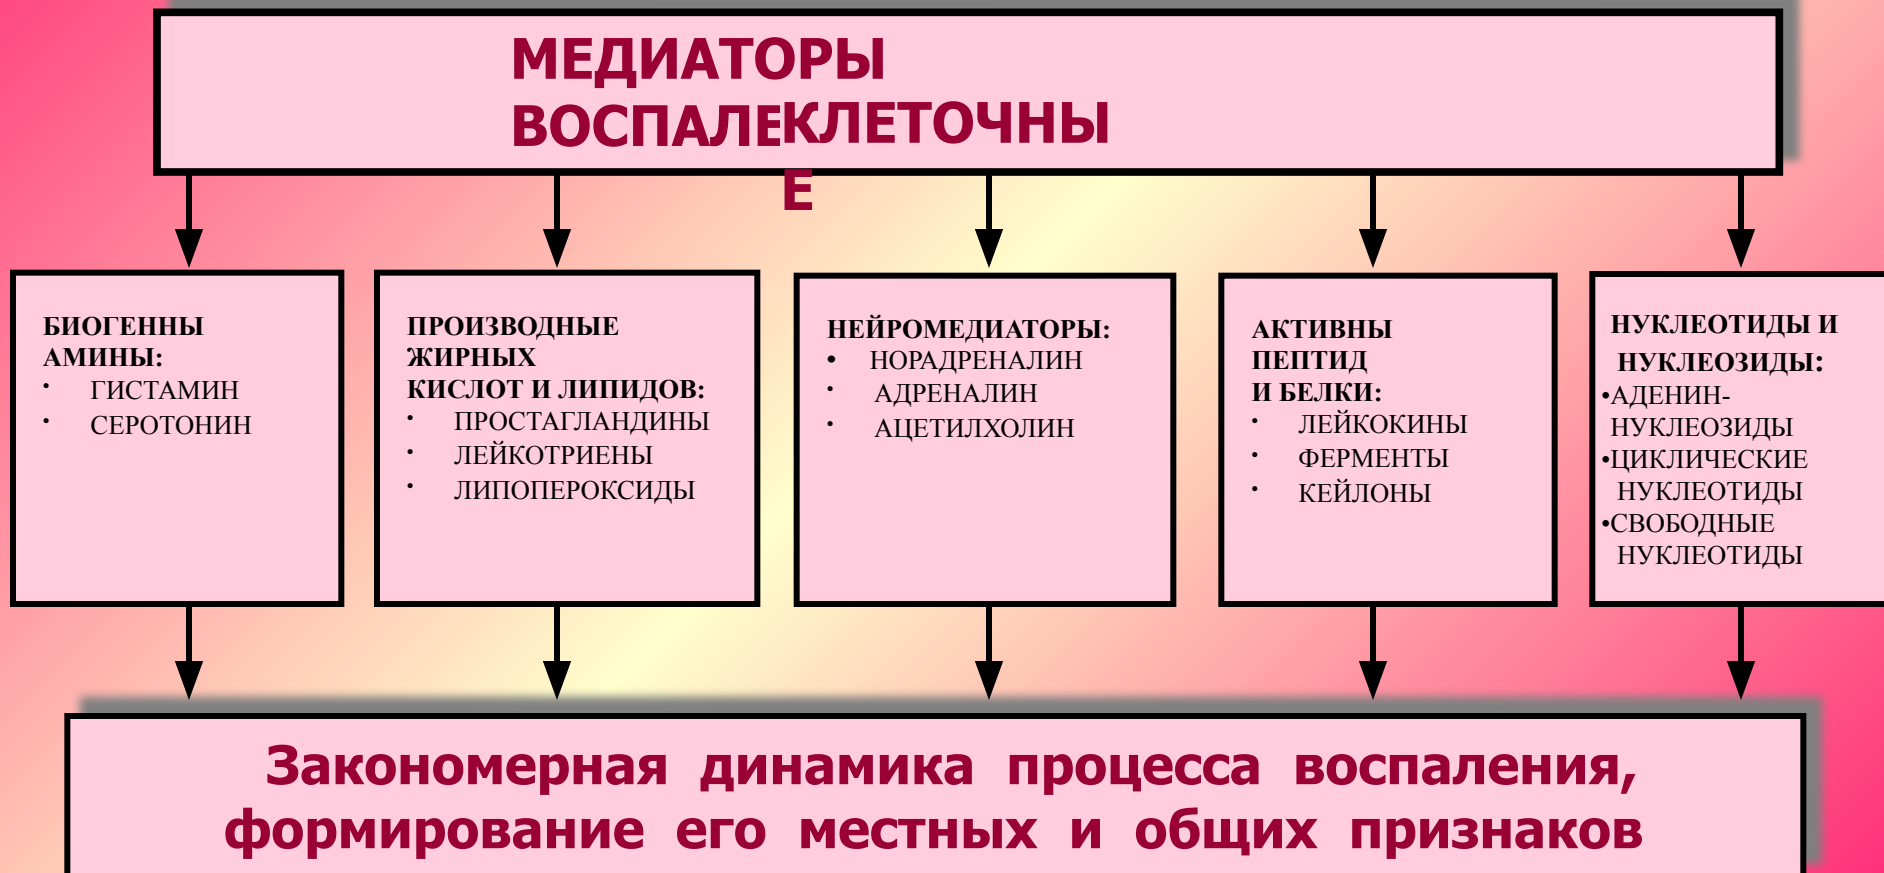 МЕДИАТОРЫ
ВОСПАЛЕ
КЛЕТОЧНЫ
Е
БИОГЕННЫ
АМИНЫ:
• ГИСТАМИН
• СЕРОТОНИН
ПРОИЗВОДНЫЕ
ЖИРНЫХ
КИСЛОТ И ЛИПИДОВ:
• ПРОСТАГЛАНДИНЫ
• ЛЕЙКОТРИЕНЫ
• ЛИПОПЕРОКСИДЫ
НЕЙРОМЕДИАТОРЫ:
• НОРАДРЕНАЛИН
• АДРЕНАЛИН
• АЦЕТИЛХОЛИН
АКТИВНЫ
ПЕПТИД
И БЕЛКИ:
• ЛЕЙКОКИНЫ
• ФЕРМЕНТЫ
• КЕЙЛОНЫ
НУКЛЕОТИДЫ И
НУКЛЕОЗИДЫ:
•АДЕНИН-
НУКЛЕОЗИДЫ
•ЦИКЛИЧЕСКИЕ
НУКЛЕОТИДЫ
•СВОБОДНЫЕ
НУКЛЕОТИДЫ
Закономерная динамика процесса воспаления,
формирование его местных и общих признаков